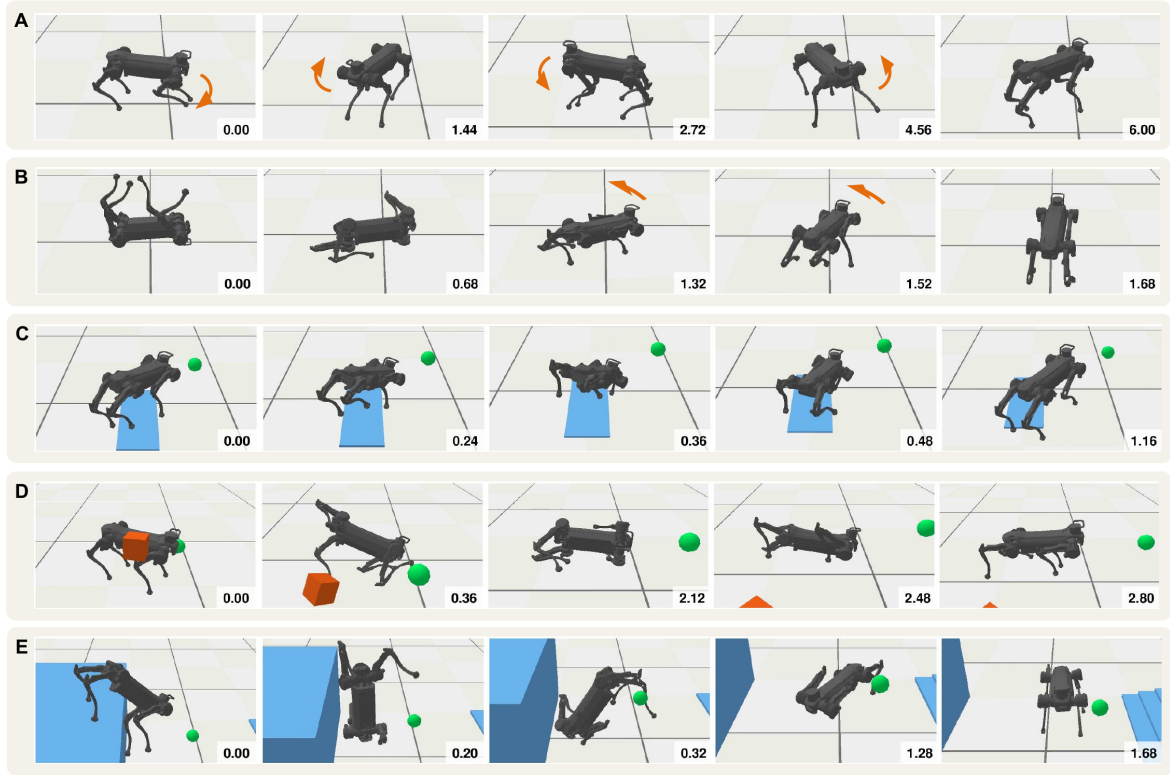 A
0.00 1.44 2.72 4.56 6.00
B
0.00 0.68 1.32 1.52 1.68
C
0.00 0.24 0.36 0.48 1.16
D
0.00 0.36 2.12 2.48 2.80
E
0.00 0.20 0.32 1.28 1.68